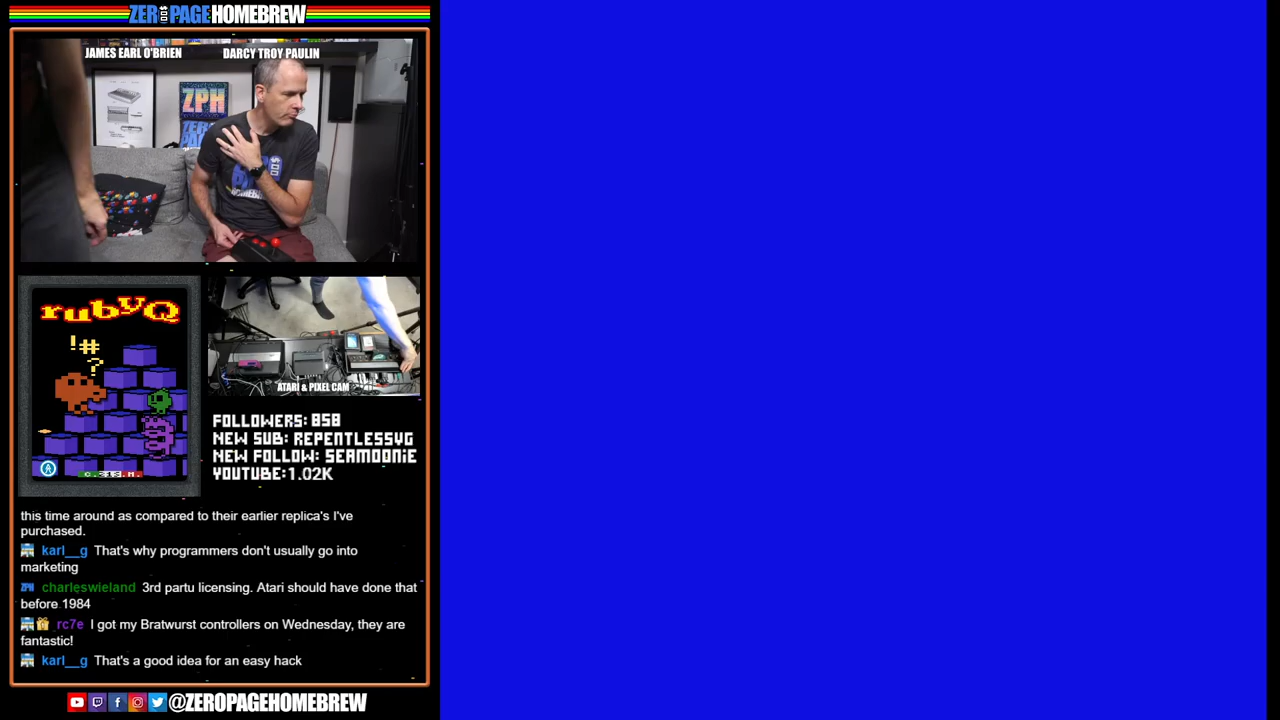 ZEROPAGEHOMEBREW
JAMES EARL O'BRIEN
DARCY TROY PAULIN
ZPH
rubyQ
!#
?
ATARI & PIXEL CAM
FOLLOWERS: 858
NEW SUB: REPENTLESSVG
NEW FOLLOW: SEAMOONIE
YOUTUBE:1.02K
this time around as compared to their earlier replica's I've
purchased.
karl__g That's why programmers don't usually go into
marketing
ZPH charleswieland 3rd partu licensing. Atari should have done that
before 1984
rc7e I got my Bratwurst controllers on Wednesday, they are
fantastic!
karl__g That's a good idea for an easy hack
@ZEROPAGEHOMEBREW